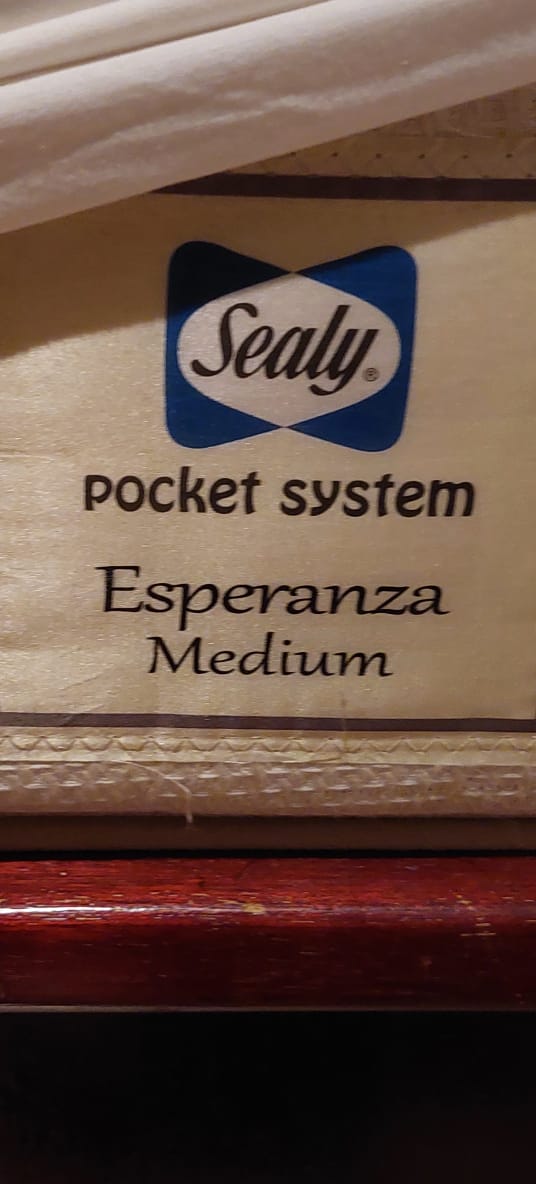 Sealy®
pocket system
Esperanza
Medium